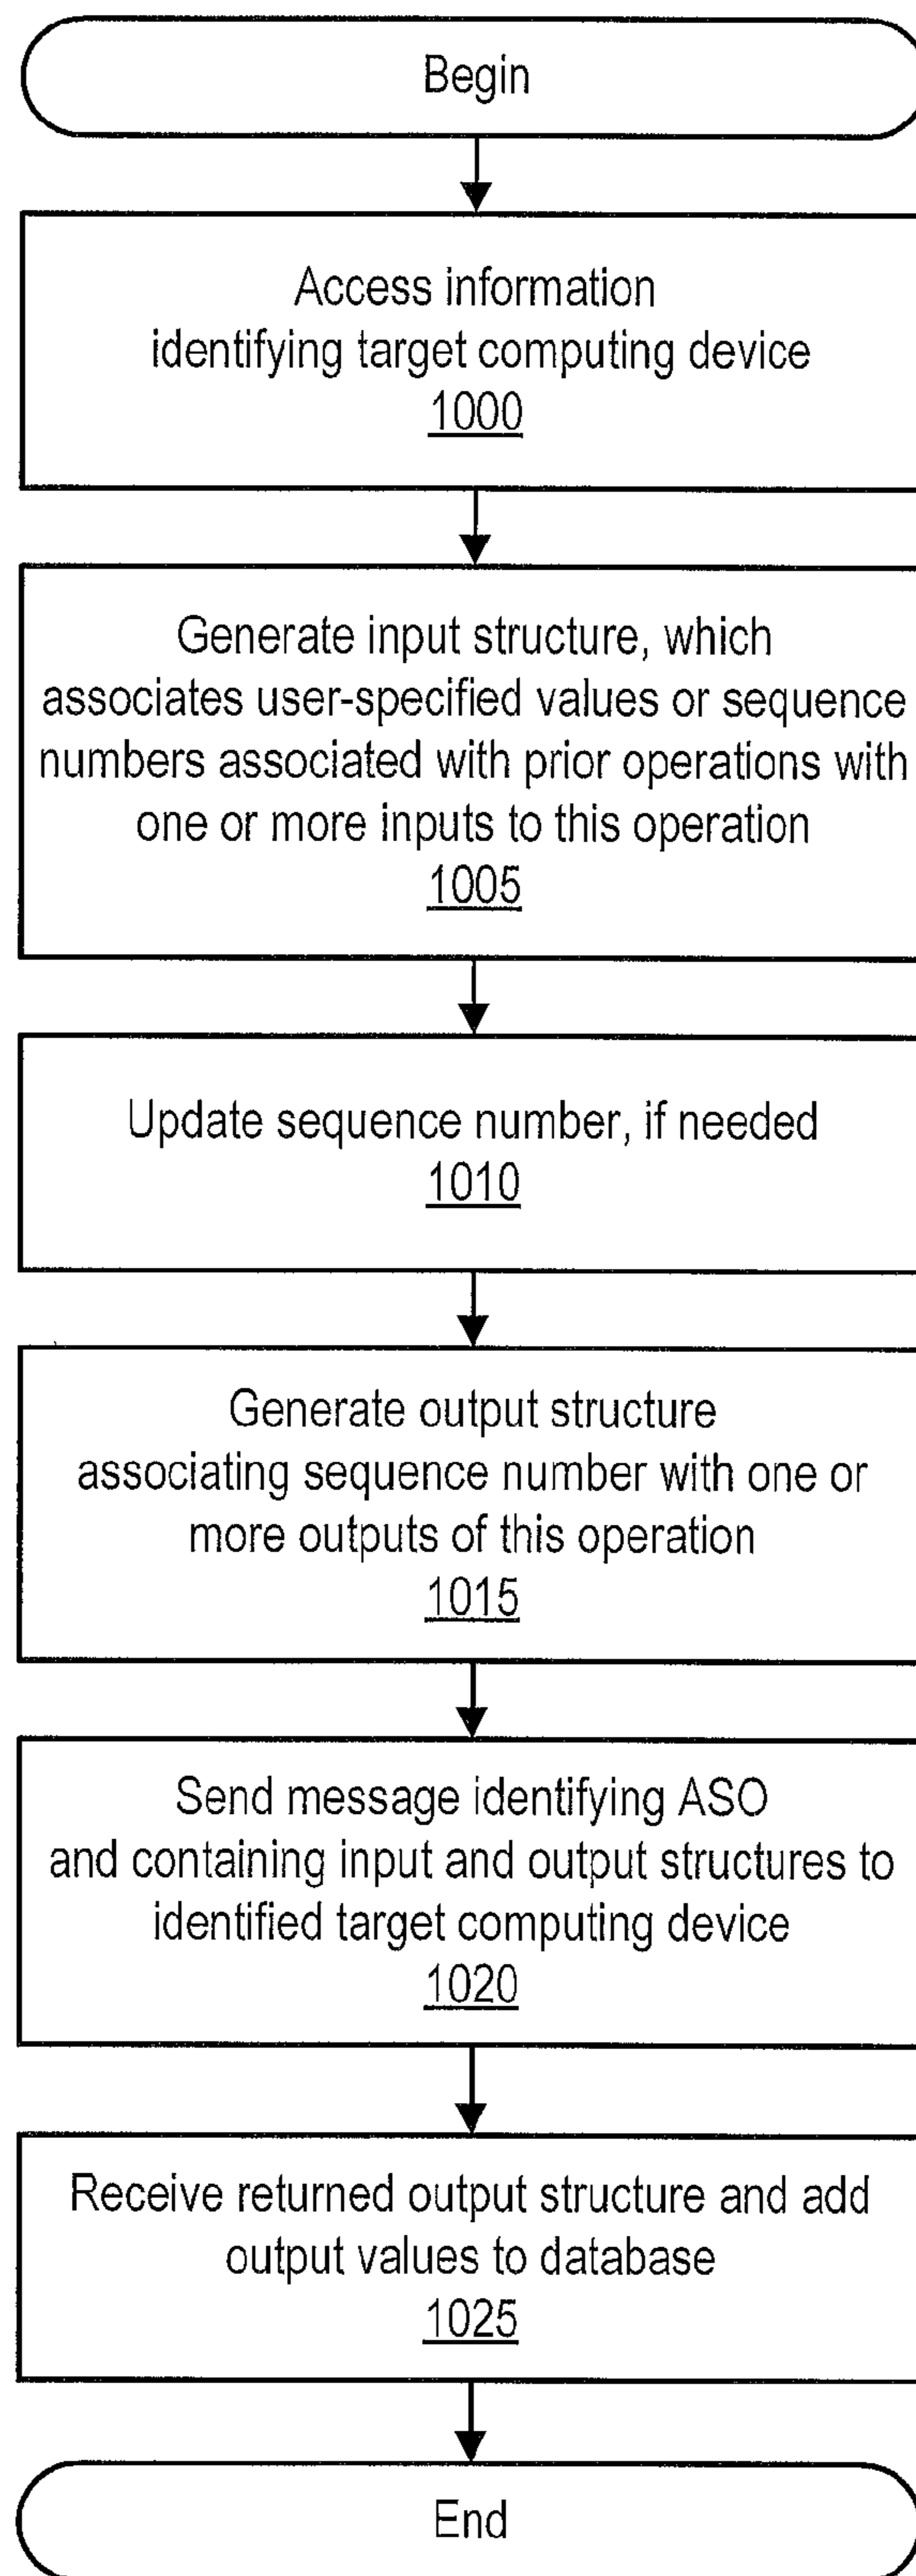 Begin
Access information
identifying target computing device
1000
Generate input structure, which
associates user-specified values or sequence
numbers associated with prior operations with
one or more inputs to this operation
1005
Update sequence number, if needed
1010
Generate output structure
associating sequence number with one or
more outputs of this operation
1015
Send message identifying ASO
and containing input and output structures to
identified target computing device
1020
Receive returned output structure and add
output values to database
1025
End